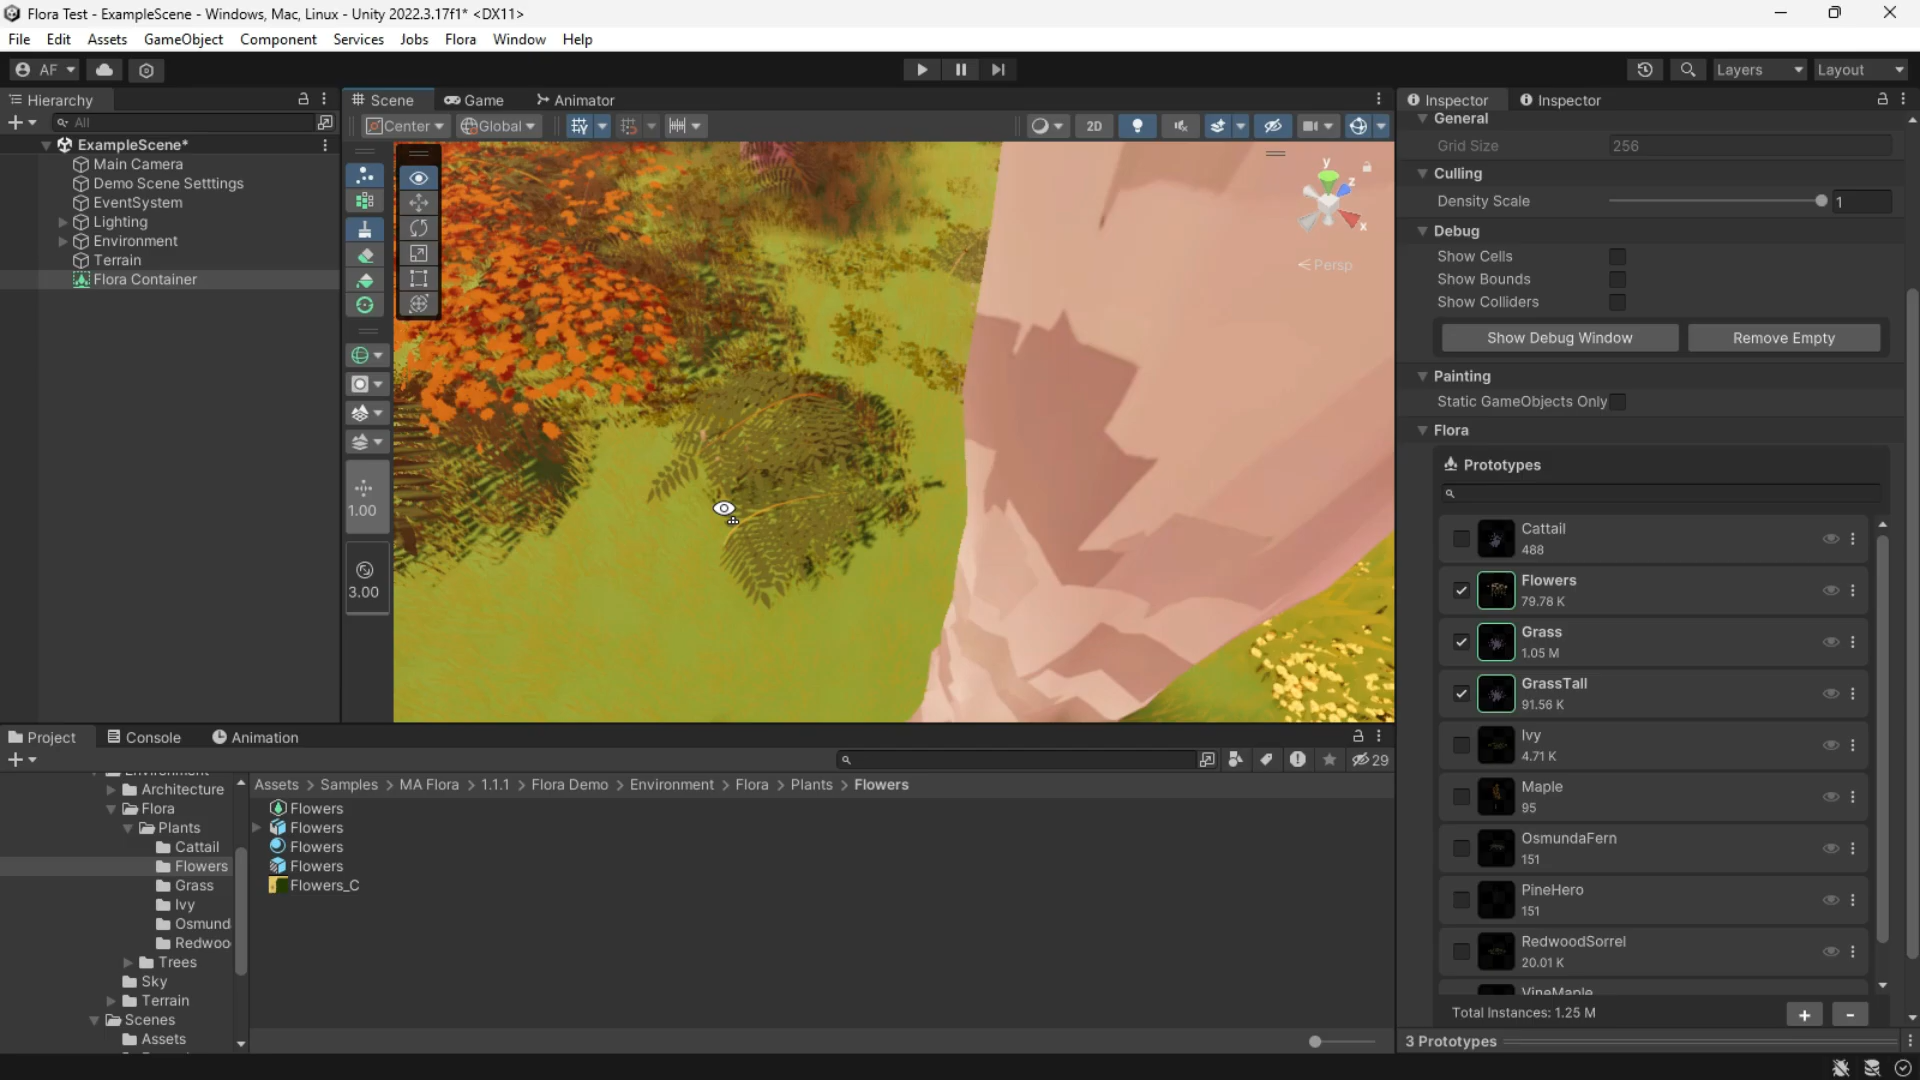 Flora Test - ExampleScene - Windows, Mac, Linux - Unity 2022.3.17f1* <DX11>
File Edit Assets GameObject Component Services Jobs Flora Window Help
AF
Layers
Layout
Hierarchy
All
ExampleScene*
Main Camera
Demo Scene Setttings
EventSystem
Lighting
Environment
Terrain
Flora Container
Scene
Game
Animator
Center
Global
2D
y
z
x
Persp
1.00
3.00
Inspector
Inspector
General
Grid Size 256
Culling
Density Scale 1
Debug
Show Cells
Show Bounds
Show Colliders
Show Debug Window
Remove Empty
Painting
Static GameObjects Only
Flora
Prototypes
Cattail
488
Flowers
79.78 K
Grass
1.05 M
GrassTall
91.56 K
Ivy
4.71 K
Maple
95
OsmundaFern
151
PineHero
151
RedwoodSorrel
20.01 K
VineMaple
Total Instances: 1.25 M
+
-
3 Prototypes
Project
Console
Animation
29
Environment
Architecture
Flora
Plants
Cattail
Flowers
Grass
Ivy
Osmund
Redwoo
Trees
Sky
Terrain
Scenes
Assets
Assets > Samples > MA Flora > 1.1.1 > Flora Demo > Environment > Flora > Plants > Flowers
Flowers
Flowers
Flowers
Flowers
Flowers_C